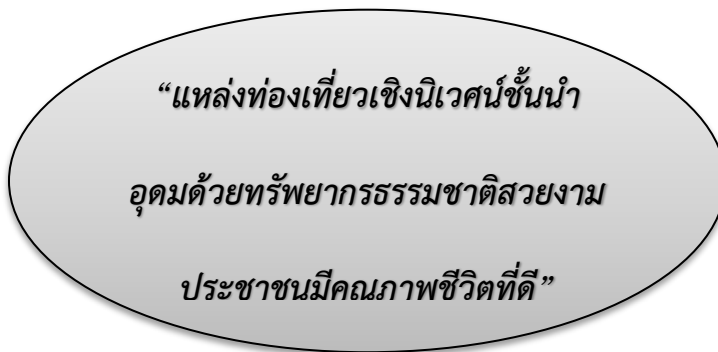 “แหล่งท่องเที่ยวเชิงนิเวศน์ชั้นนำ
อุดมด้วยทรัพยากรธรรมชาติสวยงาม
ประชาชนมีคณภาพชีวิตที่ดี”